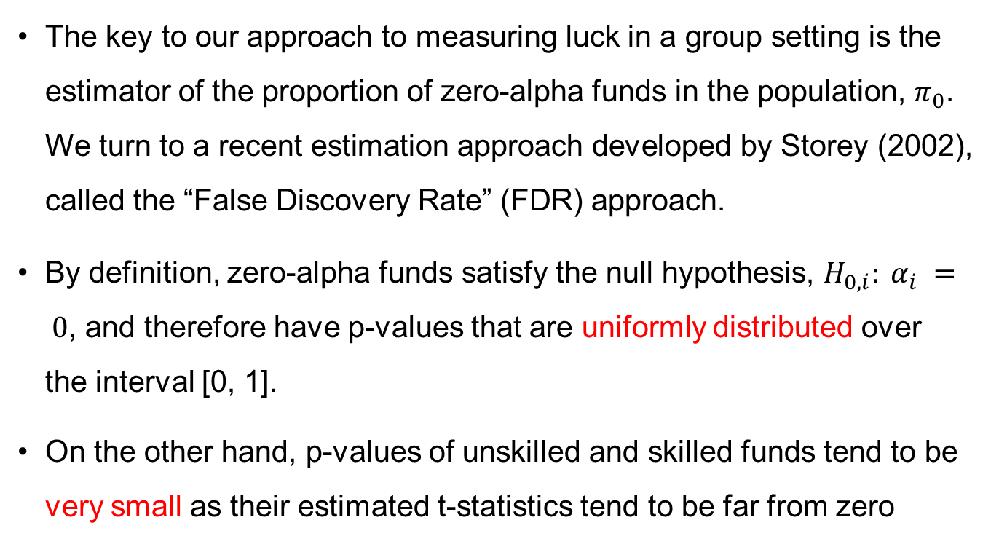 • The key to our approach to measuring luck in a group setting is the
estimator of the proportion of zero-alpha funds in the population, π₀.
We turn to a recent estimation approach developed by Storey (2002),
called the “False Discovery Rate” (FDR) approach.
• By definition, zero-alpha funds satisfy the null hypothesis, H₀,ᵢ: αᵢ =
0, and therefore have p-values that are uniformly distributed over
the interval [0, 1].
• On the other hand, p-values of unskilled and skilled funds tend to be
very small as their estimated t-statistics tend to be far from zero